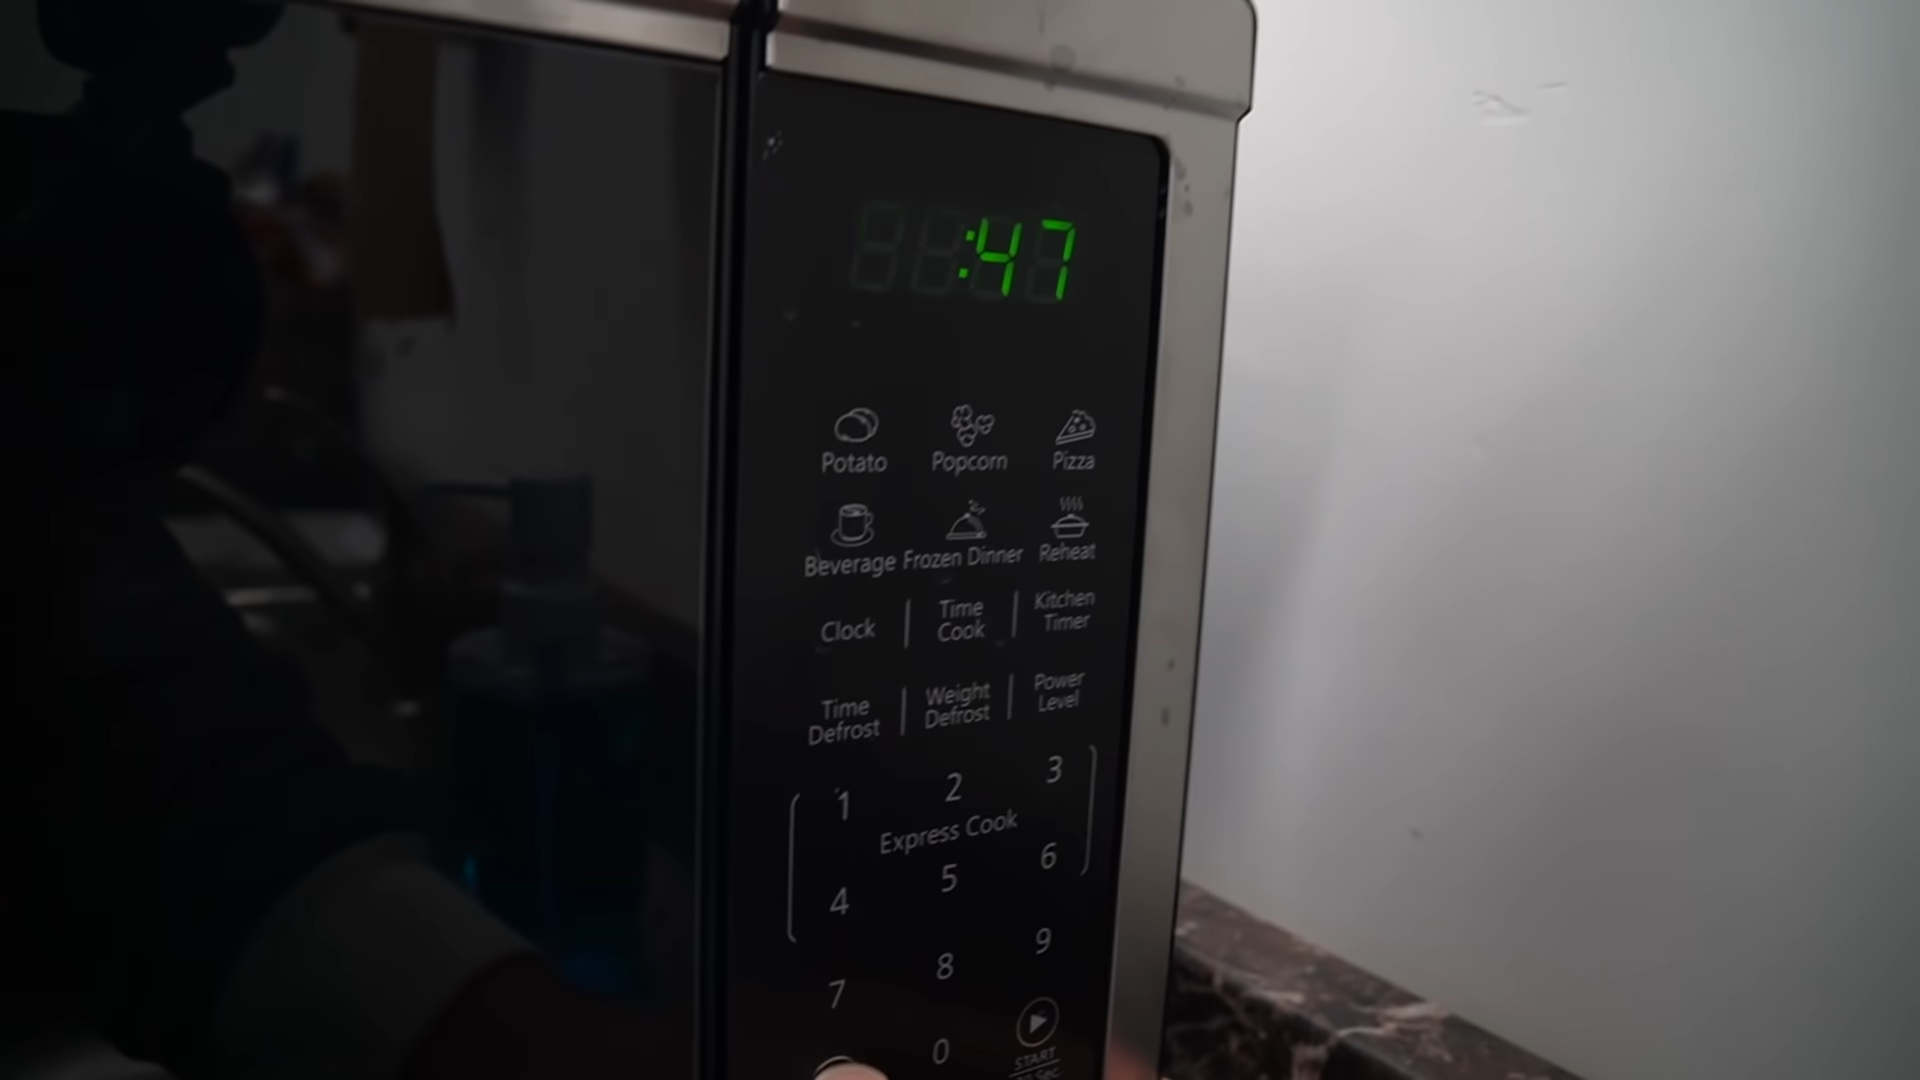 :47
Potato Popcorn Pizza
Beverage Frozen Dinner Reheat
Clock
Time
Cook
Kitchen
Timer
Time
Defrost
Weight
Defrost
Power
Level
1 2 3
Express Cook
4 5 6
7 8 9
0
START
Sec